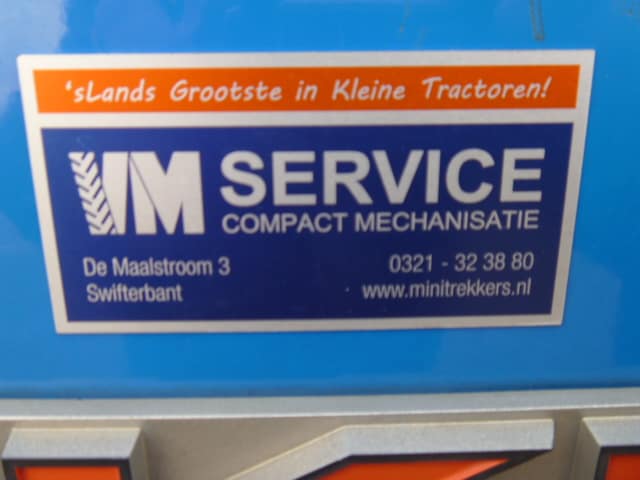 'sLands Grootste in Kleine Tractoren!
VM SERVICE
COMPACT MECHANISATIE
De Maalstroom 3
0321 - 32 38 80
Swifterbant
www.minitrekkers.nl